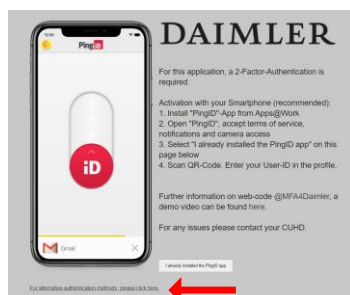 12:00
PingID
iD
Gmail
DAIMLER
For this application, a 2-Factor-Authentication is
required.
Activation with your Smartphone (recommended):
1. Install "PingID"-App from Apps@Work
2. Open "PingID", accept terms of service,
notifications and camera access
3. Select "I already installed the PingID app" on this
page below
4. Scan QR-Code. Enter your User-ID in the profile.
Further information on web-code @MFA4Daimler, a
demo video can be found here.
For any issues please contact your CUHD.
I already installed the PingID app
For alternative authentication methods, please click here.